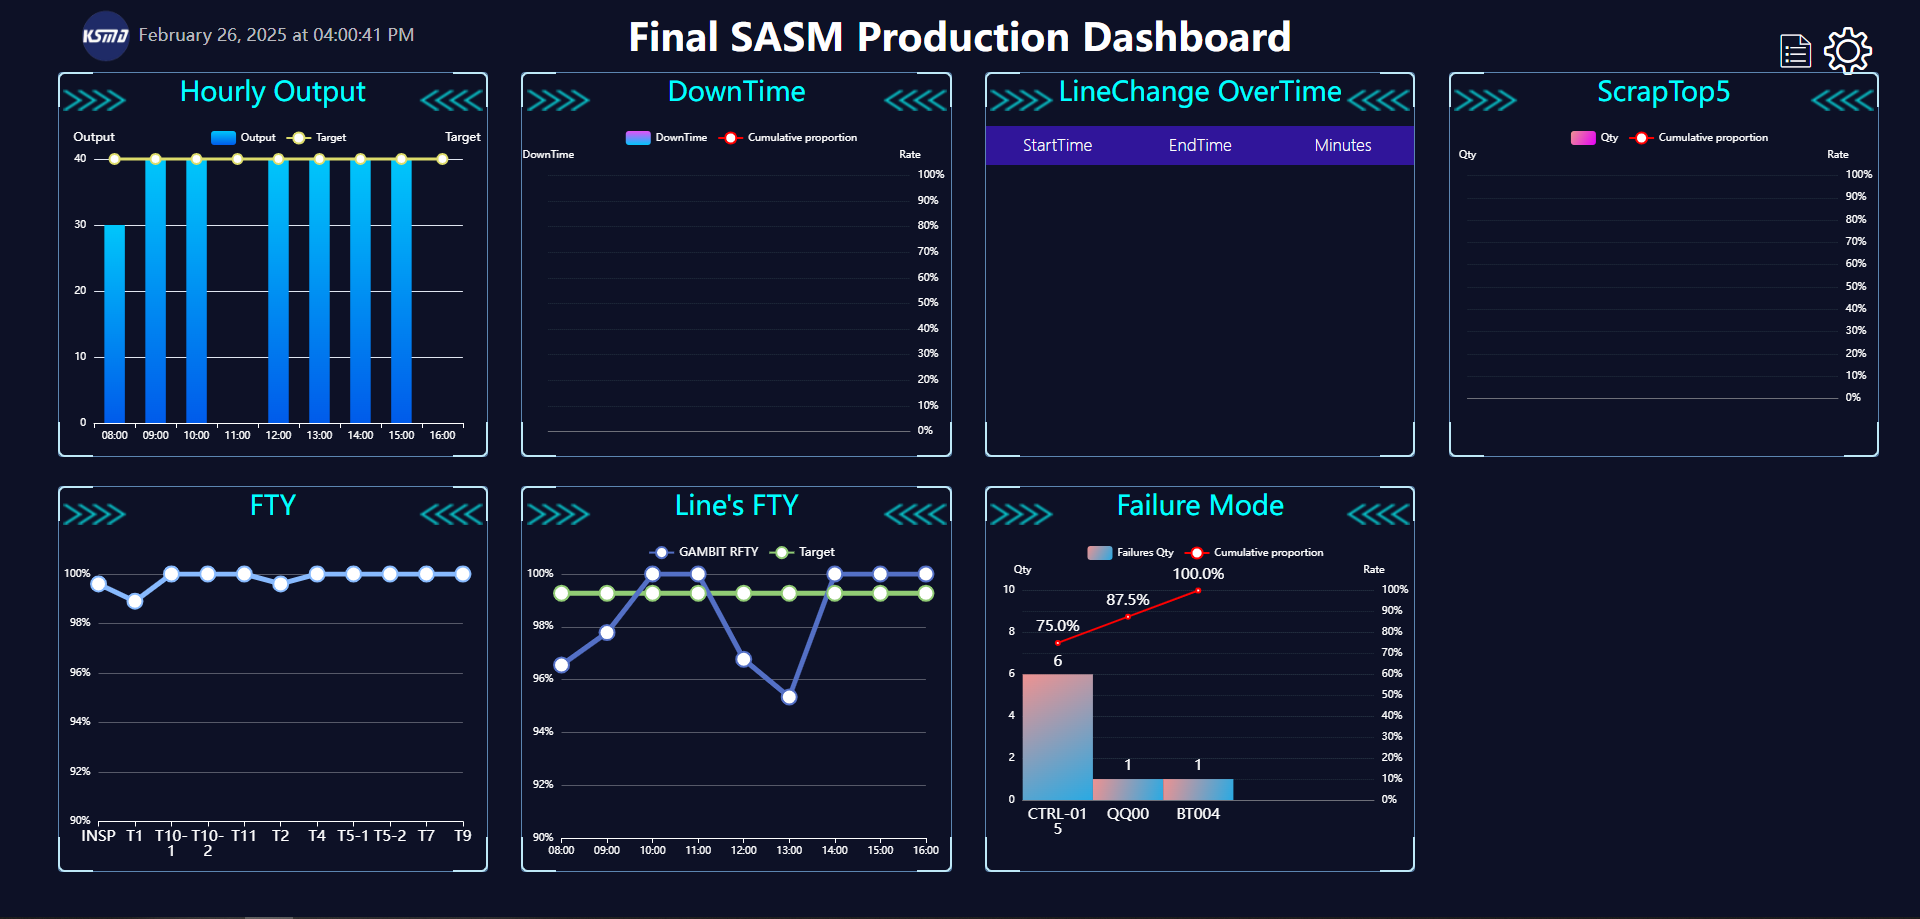 KSMD
February 26, 2025 at 04:00:41 PM
Final SASM Production Dashboard
Hourly Output
Output
Output
Target
Target
40
30
20
10
0
08:00 09:00 10:00 11:00 12:00 13:00 14:00 15:00 16:00
DownTime
DownTime
Cumulative proportion
DownTime
Rate
100%
90%
80%
70%
60%
50%
40%
30%
20%
10%
0%
LineChange OverTime
StartTime EndTime Minutes
ScrapTop5
Qty
Cumulative proportion
Qty
Rate
100%
90%
80%
70%
60%
50%
40%
30%
20%
10%
0%
FTY
100%
98%
96%
94%
92%
90%
INSP T1 T10-1 T10-2 T11 T2 T4 T5-1 T5-2 T7 T9
Line's FTY
GAMBIT RFTY
Target
100%
98%
96%
94%
92%
90%
08:00 09:00 10:00 11:00 12:00 13:00 14:00 15:00 16:00
Failure Mode
Failures Qty
Cumulative proportion
Qty
Rate
10
8
6
4
2
0
75.0%
87.5%
100.0%
6
1
1
100%
90%
80%
70%
60%
50%
40%
30%
20%
10%
0%
CTRL-015 QQ00 BT004